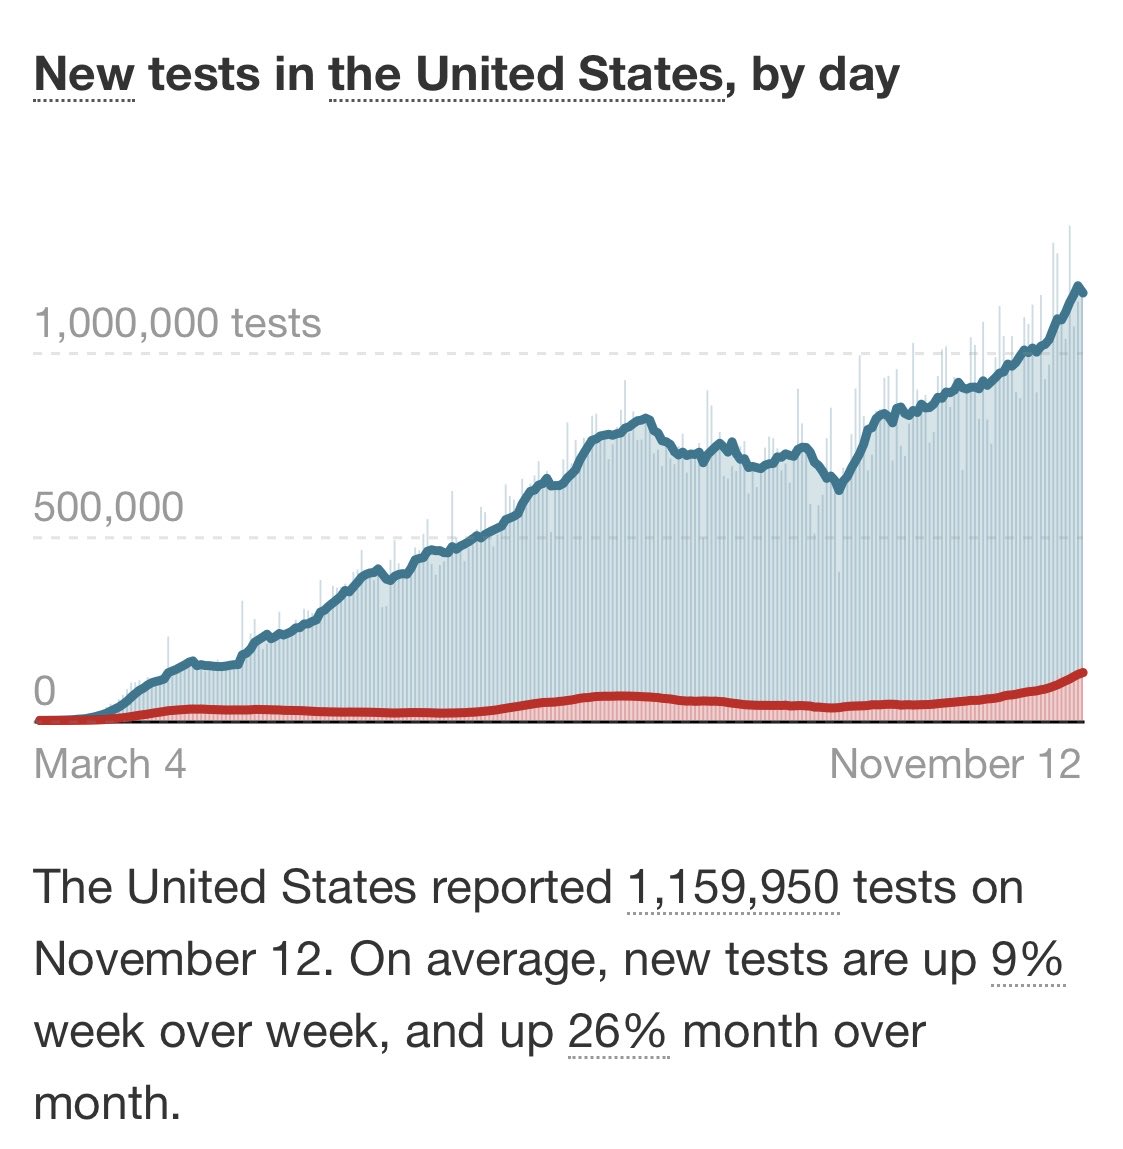 New tests in the United States, by day
1,000,000 tests
500,000
0
March 4
November 12
The United States reported 1,159,950 tests on
November 12. On average, new tests are up 9%
week over week, and up 26% month over
month.